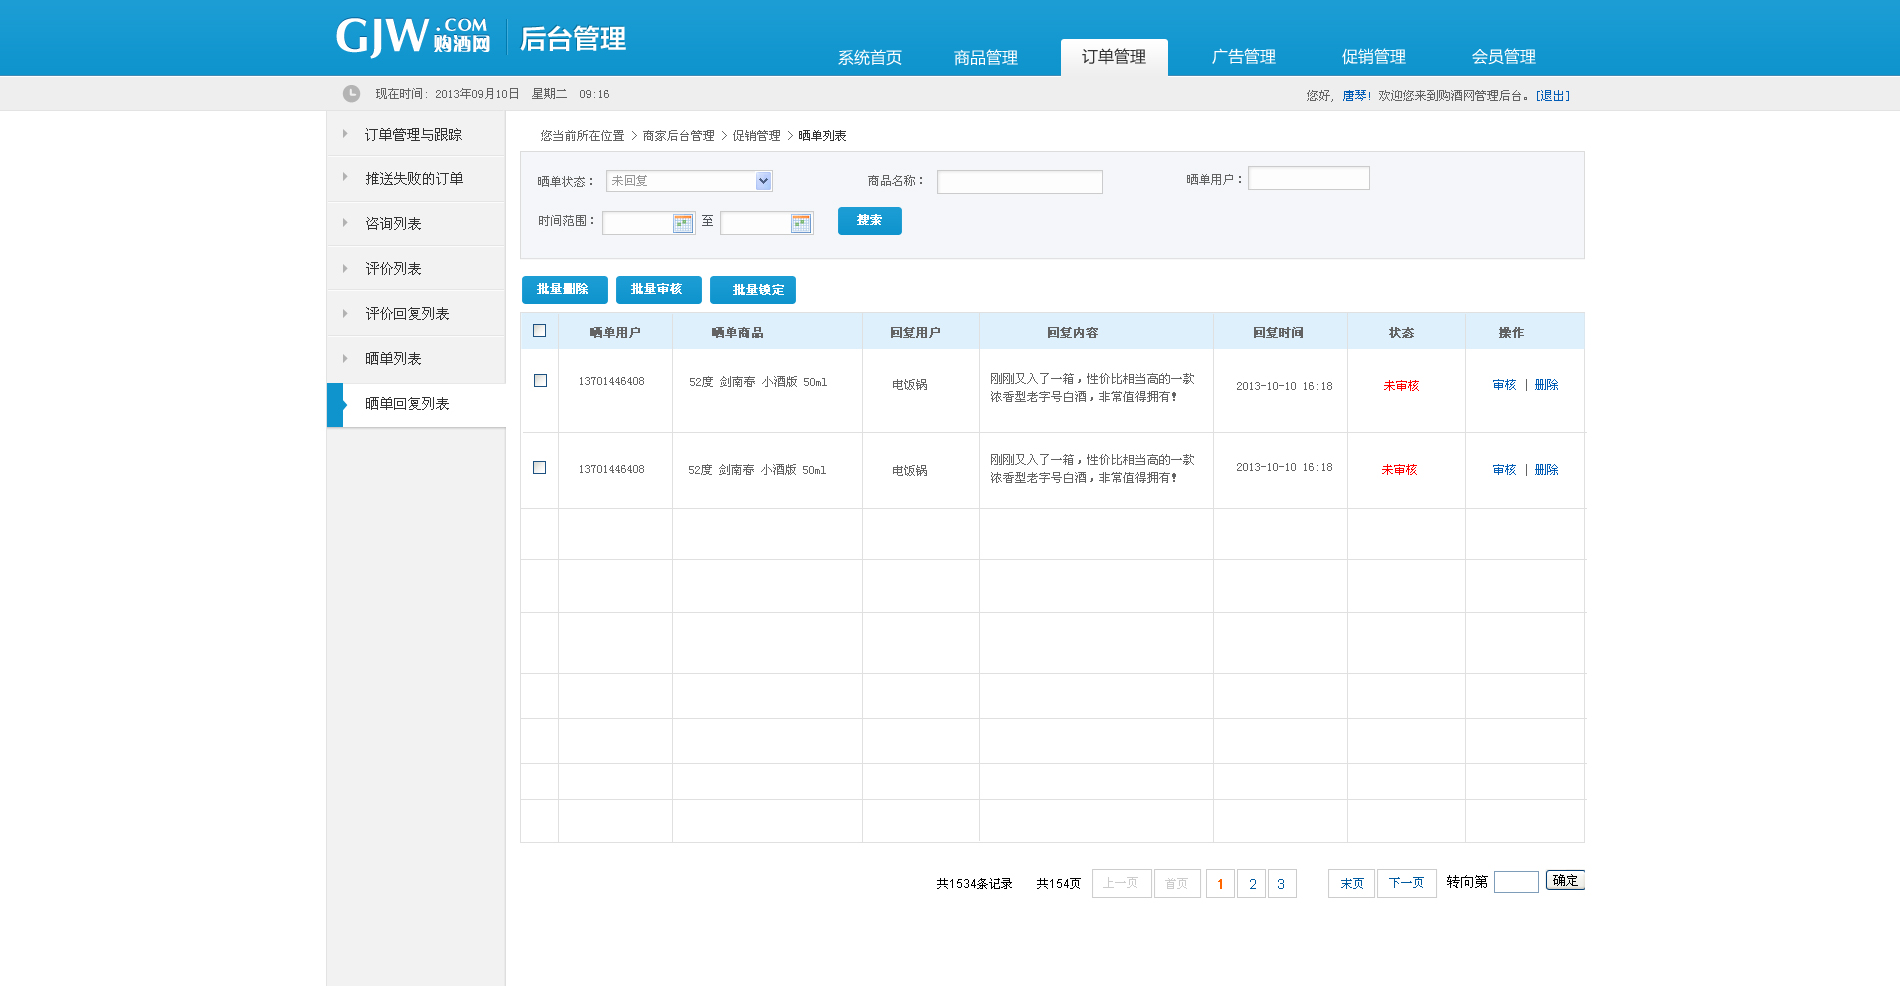 GJW.COM 购酒网 后台管理
系统首页 商品管理 订单管理 广告管理 促销管理 会员管理
现在时间: 2013年09月10日 星期二 09:16
您好, 唐琴! 欢迎您来到购酒网管理后台。[退出]
订单管理与跟踪
推送失败的订单
咨询列表
评价列表
评价回复列表
晒单列表
晒单回复列表
您当前所在位置 > 商家后台管理 > 促销管理 > 晒单列表
晒单状态: 未回复 商品名称: 晒单用户:
时间范围: 至 搜索
批量删除 批量审核 批量锁定
晒单用户 晒单商品 回复用户 回复内容 回复时间 状态 操作
13701446408 52度 剑南春 小酒版 50ml 电饭锅 刚刚又入了一箱,性价比相当高的一款 2013-10-10 16:18 未审核 审核 | 删除
浓香型老字号白酒,非常值得拥有!
13701446408 52度 剑南春 小酒版 50ml 电饭锅 刚刚又入了一箱,性价比相当高的一款 2013-10-10 16:18 未审核 审核 | 删除
浓香型老字号白酒,非常值得拥有!
共1534条记录 共154页 上一页 首页 1 2 3 末页 下一页 转向第 确定